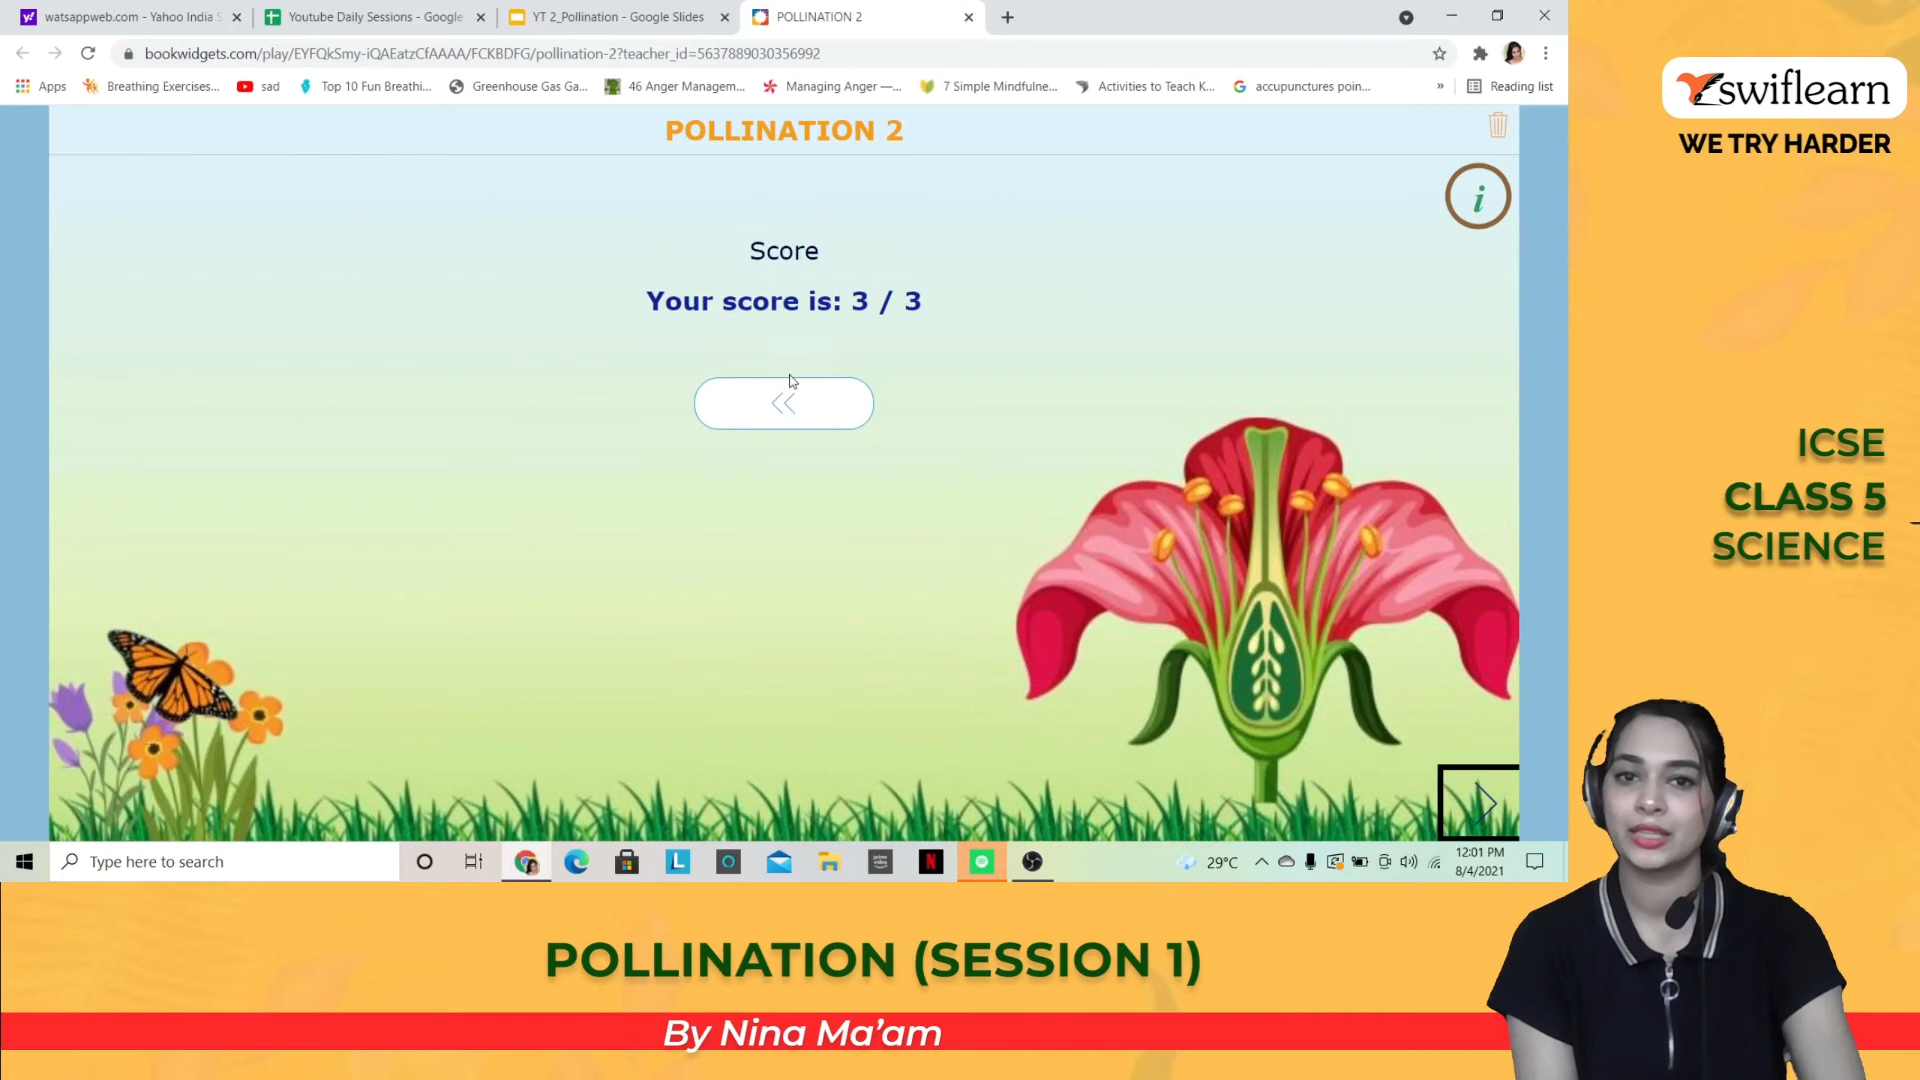 watsappweb.com - Yahoo India S
Youtube Daily Sessions - Google
YT 2_Pollination - Google Slides
POLLINATION 2
bookwidgets.com/play/EYFQkSmy-iQAEatzCfAAAA/FCKBDFG/pollination-2?teacher_id=5637889030356992
Apps
Breathing Exercises...
sad
Top 10 Fun Breathi...
Greenhouse Gas Ga...
46 Anger Managem...
Managing Anger —...
7 Simple Mindfulne...
Activities to Teach K...
accupunctures poin...
»
Reading list
POLLINATION 2
i
Score
Your score is: 3 / 3
Type here to search
L
prime video
N
29°C
12:01 PM
8/4/2021
swiflearn
WE TRY HARDER
ICSE
CLASS 5
SCIENCE
POLLINATION (SESSION 1)
By Nina Ma'am